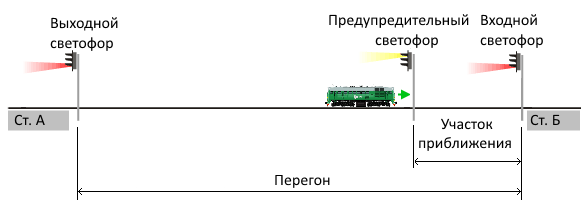 Выходной
светофор
Предупредительный
светофор
Входной
светофор
Ст. А
Ст. Б
Участок
приближения
Перегон